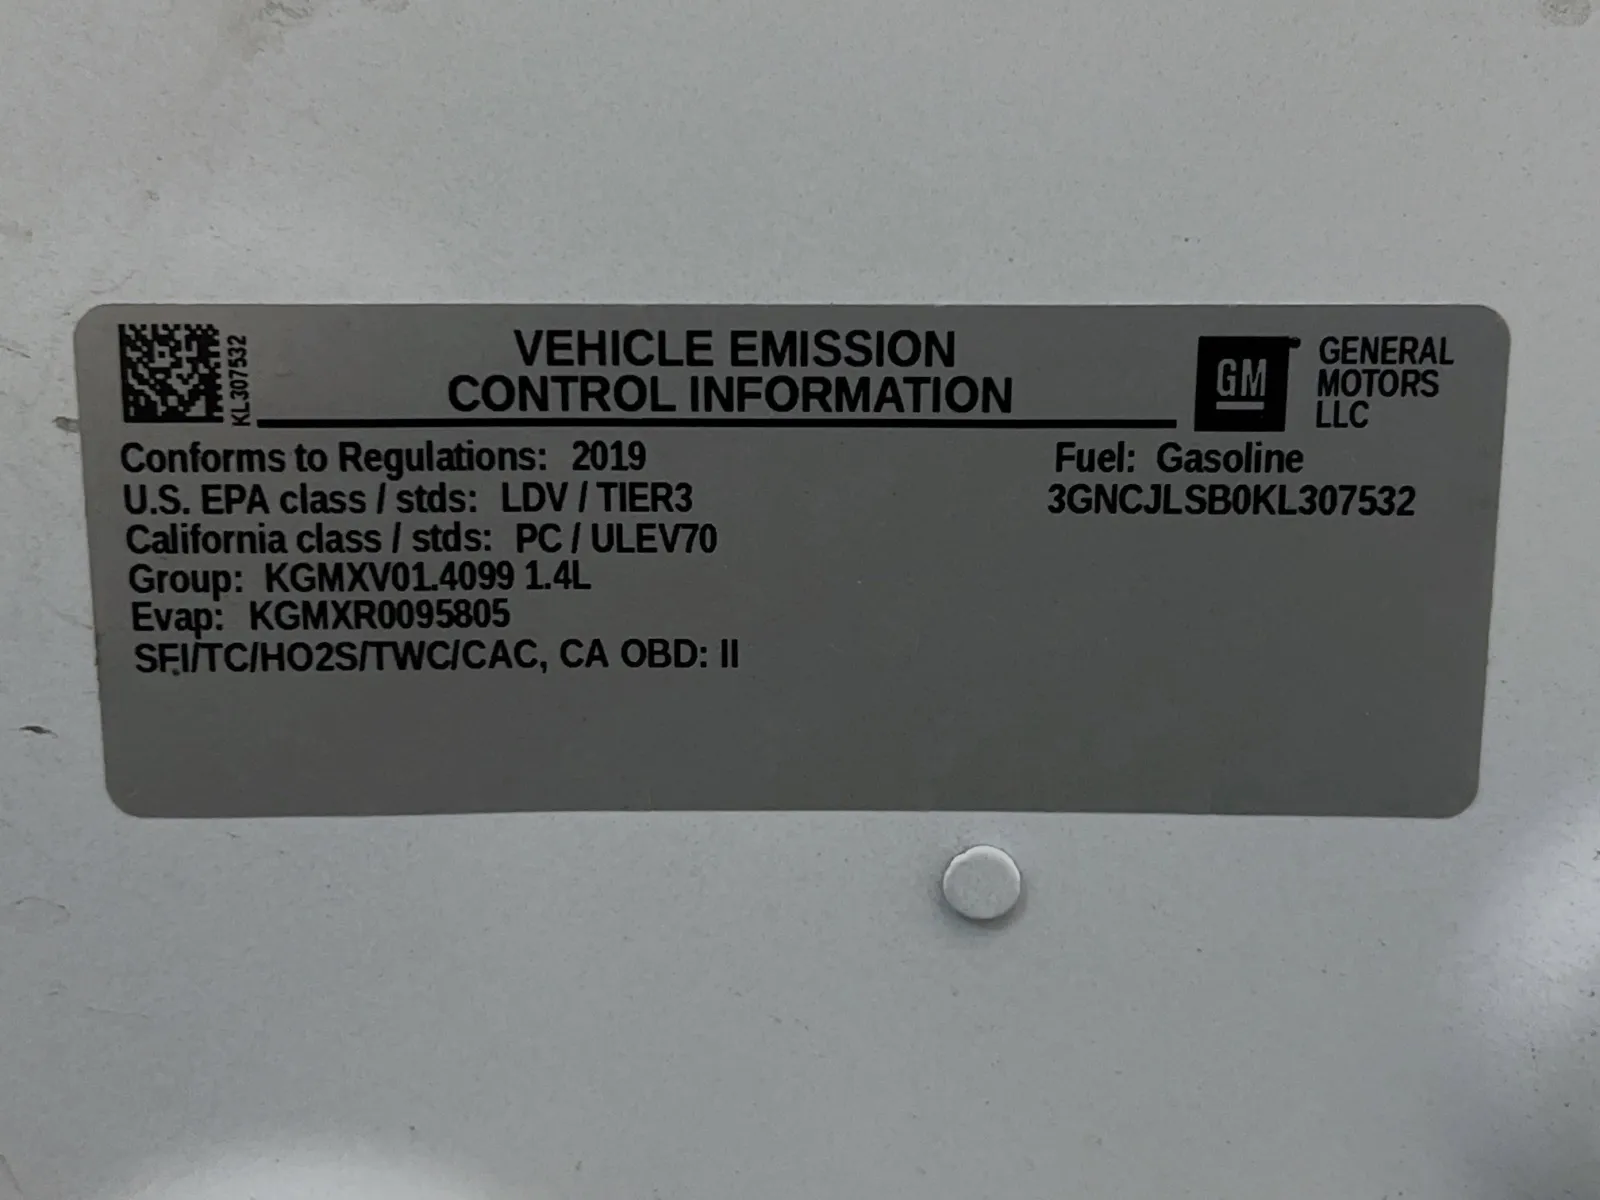 KL307532
VEHICLE EMISSION
CONTROL INFORMATION
GM
GENERAL
MOTORS
LLC
Conforms to Regulations: 2019
U.S. EPA class / stds: LDV / TIER3
California class / stds: PC / ULEV70
Group: KGMXV01.4099 1.4L
Evap: KGMXR0095805
SFI/TC/HO2S/TWC/CAC, CA OBD: II
Fuel: Gasoline
3GNCJLSB0KL307532